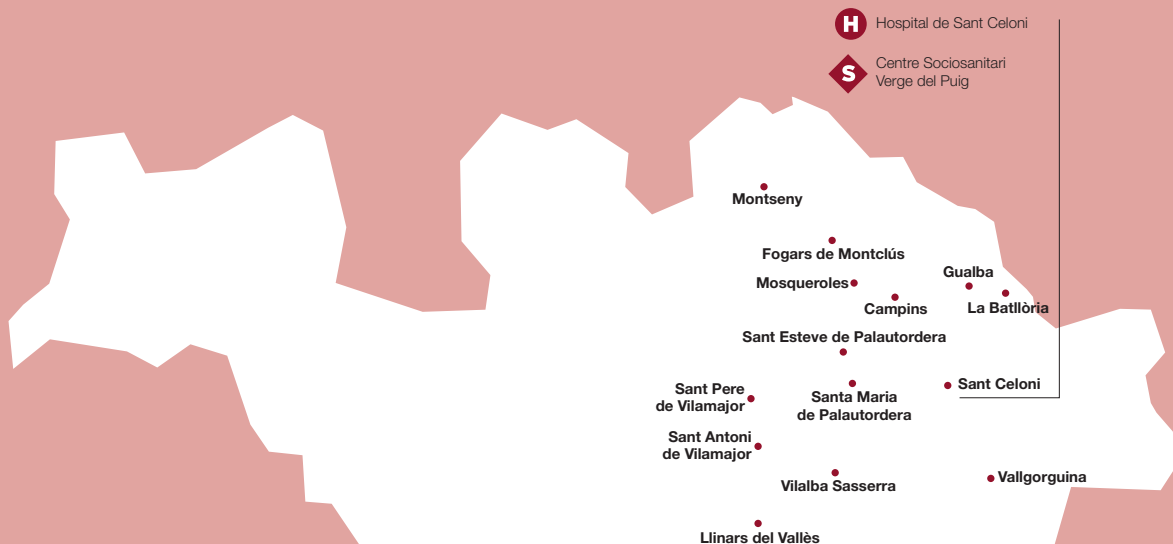 H Hospital de Sant Celoni
S Centre Sociosanitari
Verge del Puig
Montseny
Fogars de Montclús
Mosqueroles
Gualba
Campins
La Batllòria
Sant Esteve de Palautordera
Sant Pere
de Vilamajor
Santa Maria
de Palautordera
Sant Celoni
Sant Antoni
de Vilamajor
Vilalba Sasserra
Vallgorguina
Llinars del Vallès